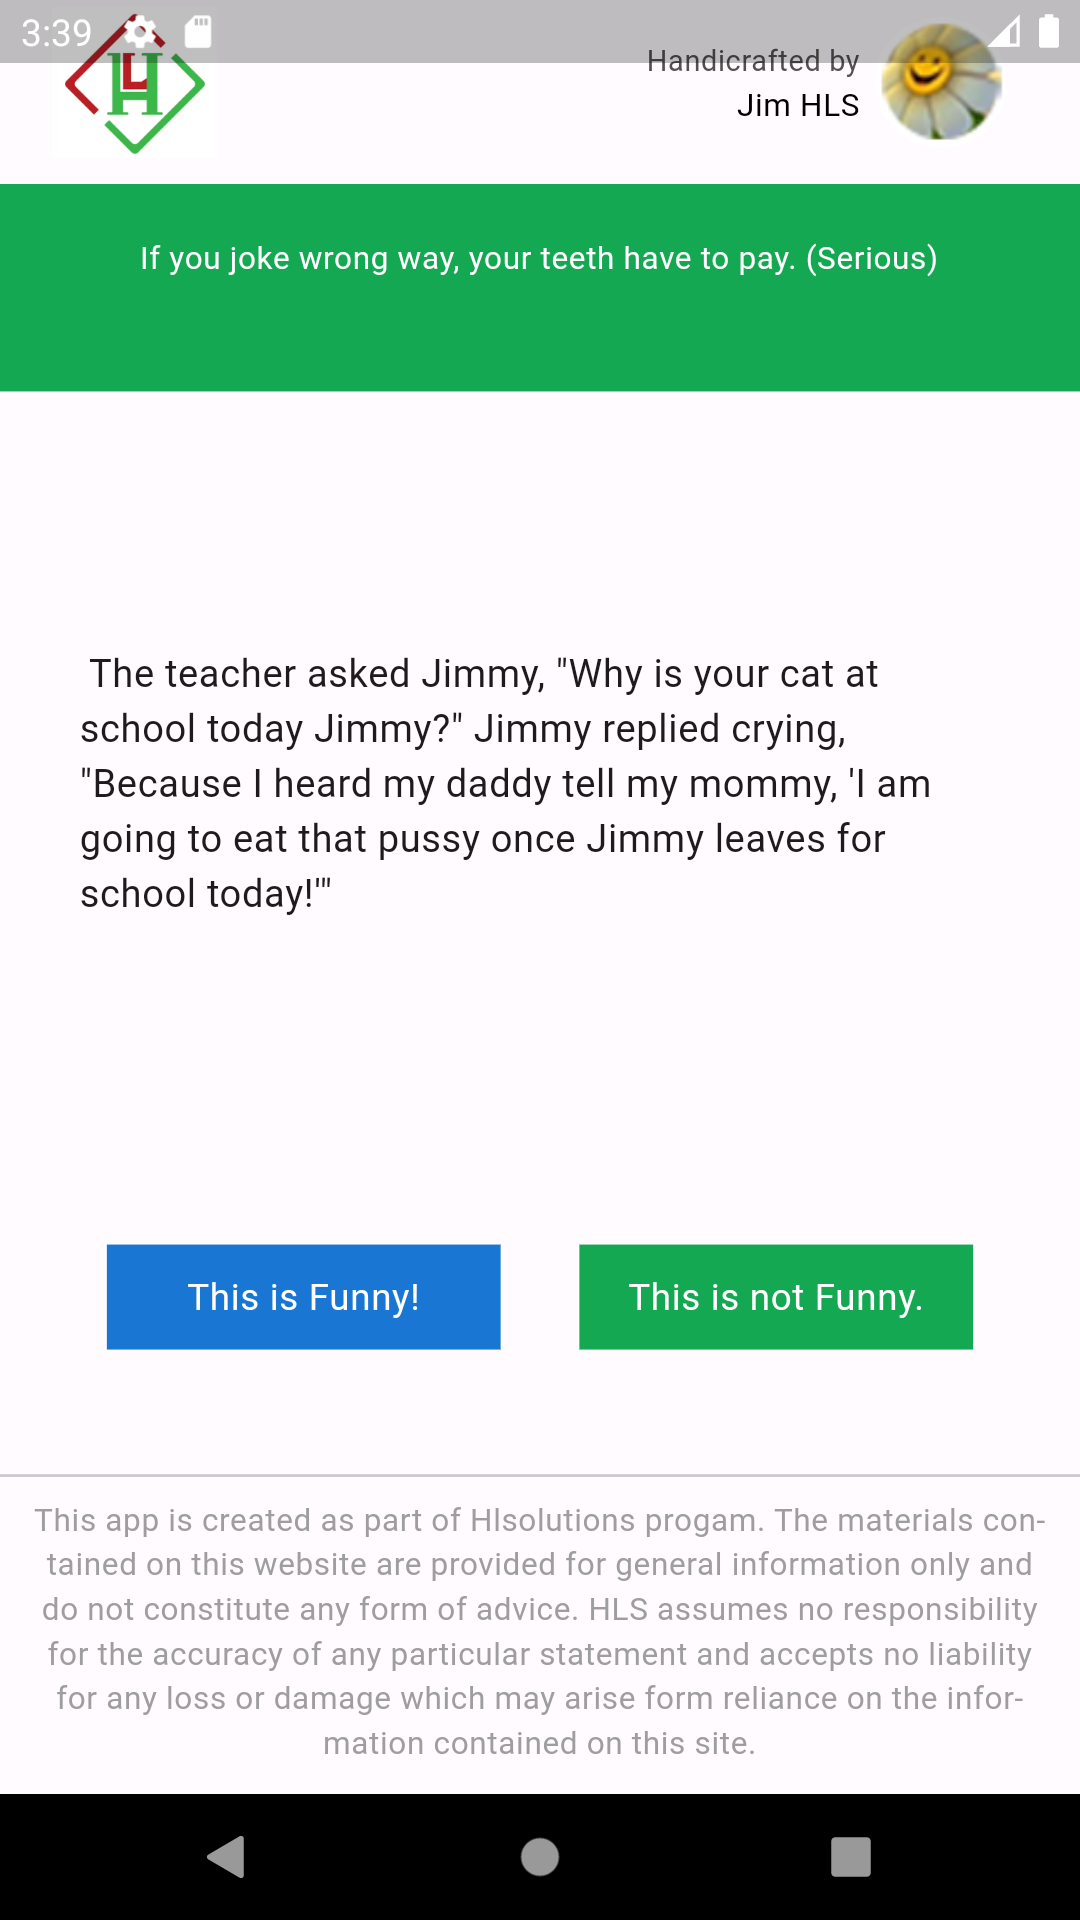 3:39
LH
Handicrafted by
Jim HLS
If you joke wrong way, your teeth have to pay. (Serious)
The teacher asked Jimmy, "Why is your cat at
school today Jimmy?" Jimmy replied crying,
"Because I heard my daddy tell my mommy, 'I am
going to eat that pussy once Jimmy leaves for
school today!'"
This is Funny!
This is not Funny.
This app is created as part of Hlsolutions progam. The materials con-
tained on this website are provided for general information only and
do not constitute any form of advice. HLS assumes no responsibility
for the accuracy of any particular statement and accepts no liability
for any loss or damage which may arise form reliance on the infor-
mation contained on this site.